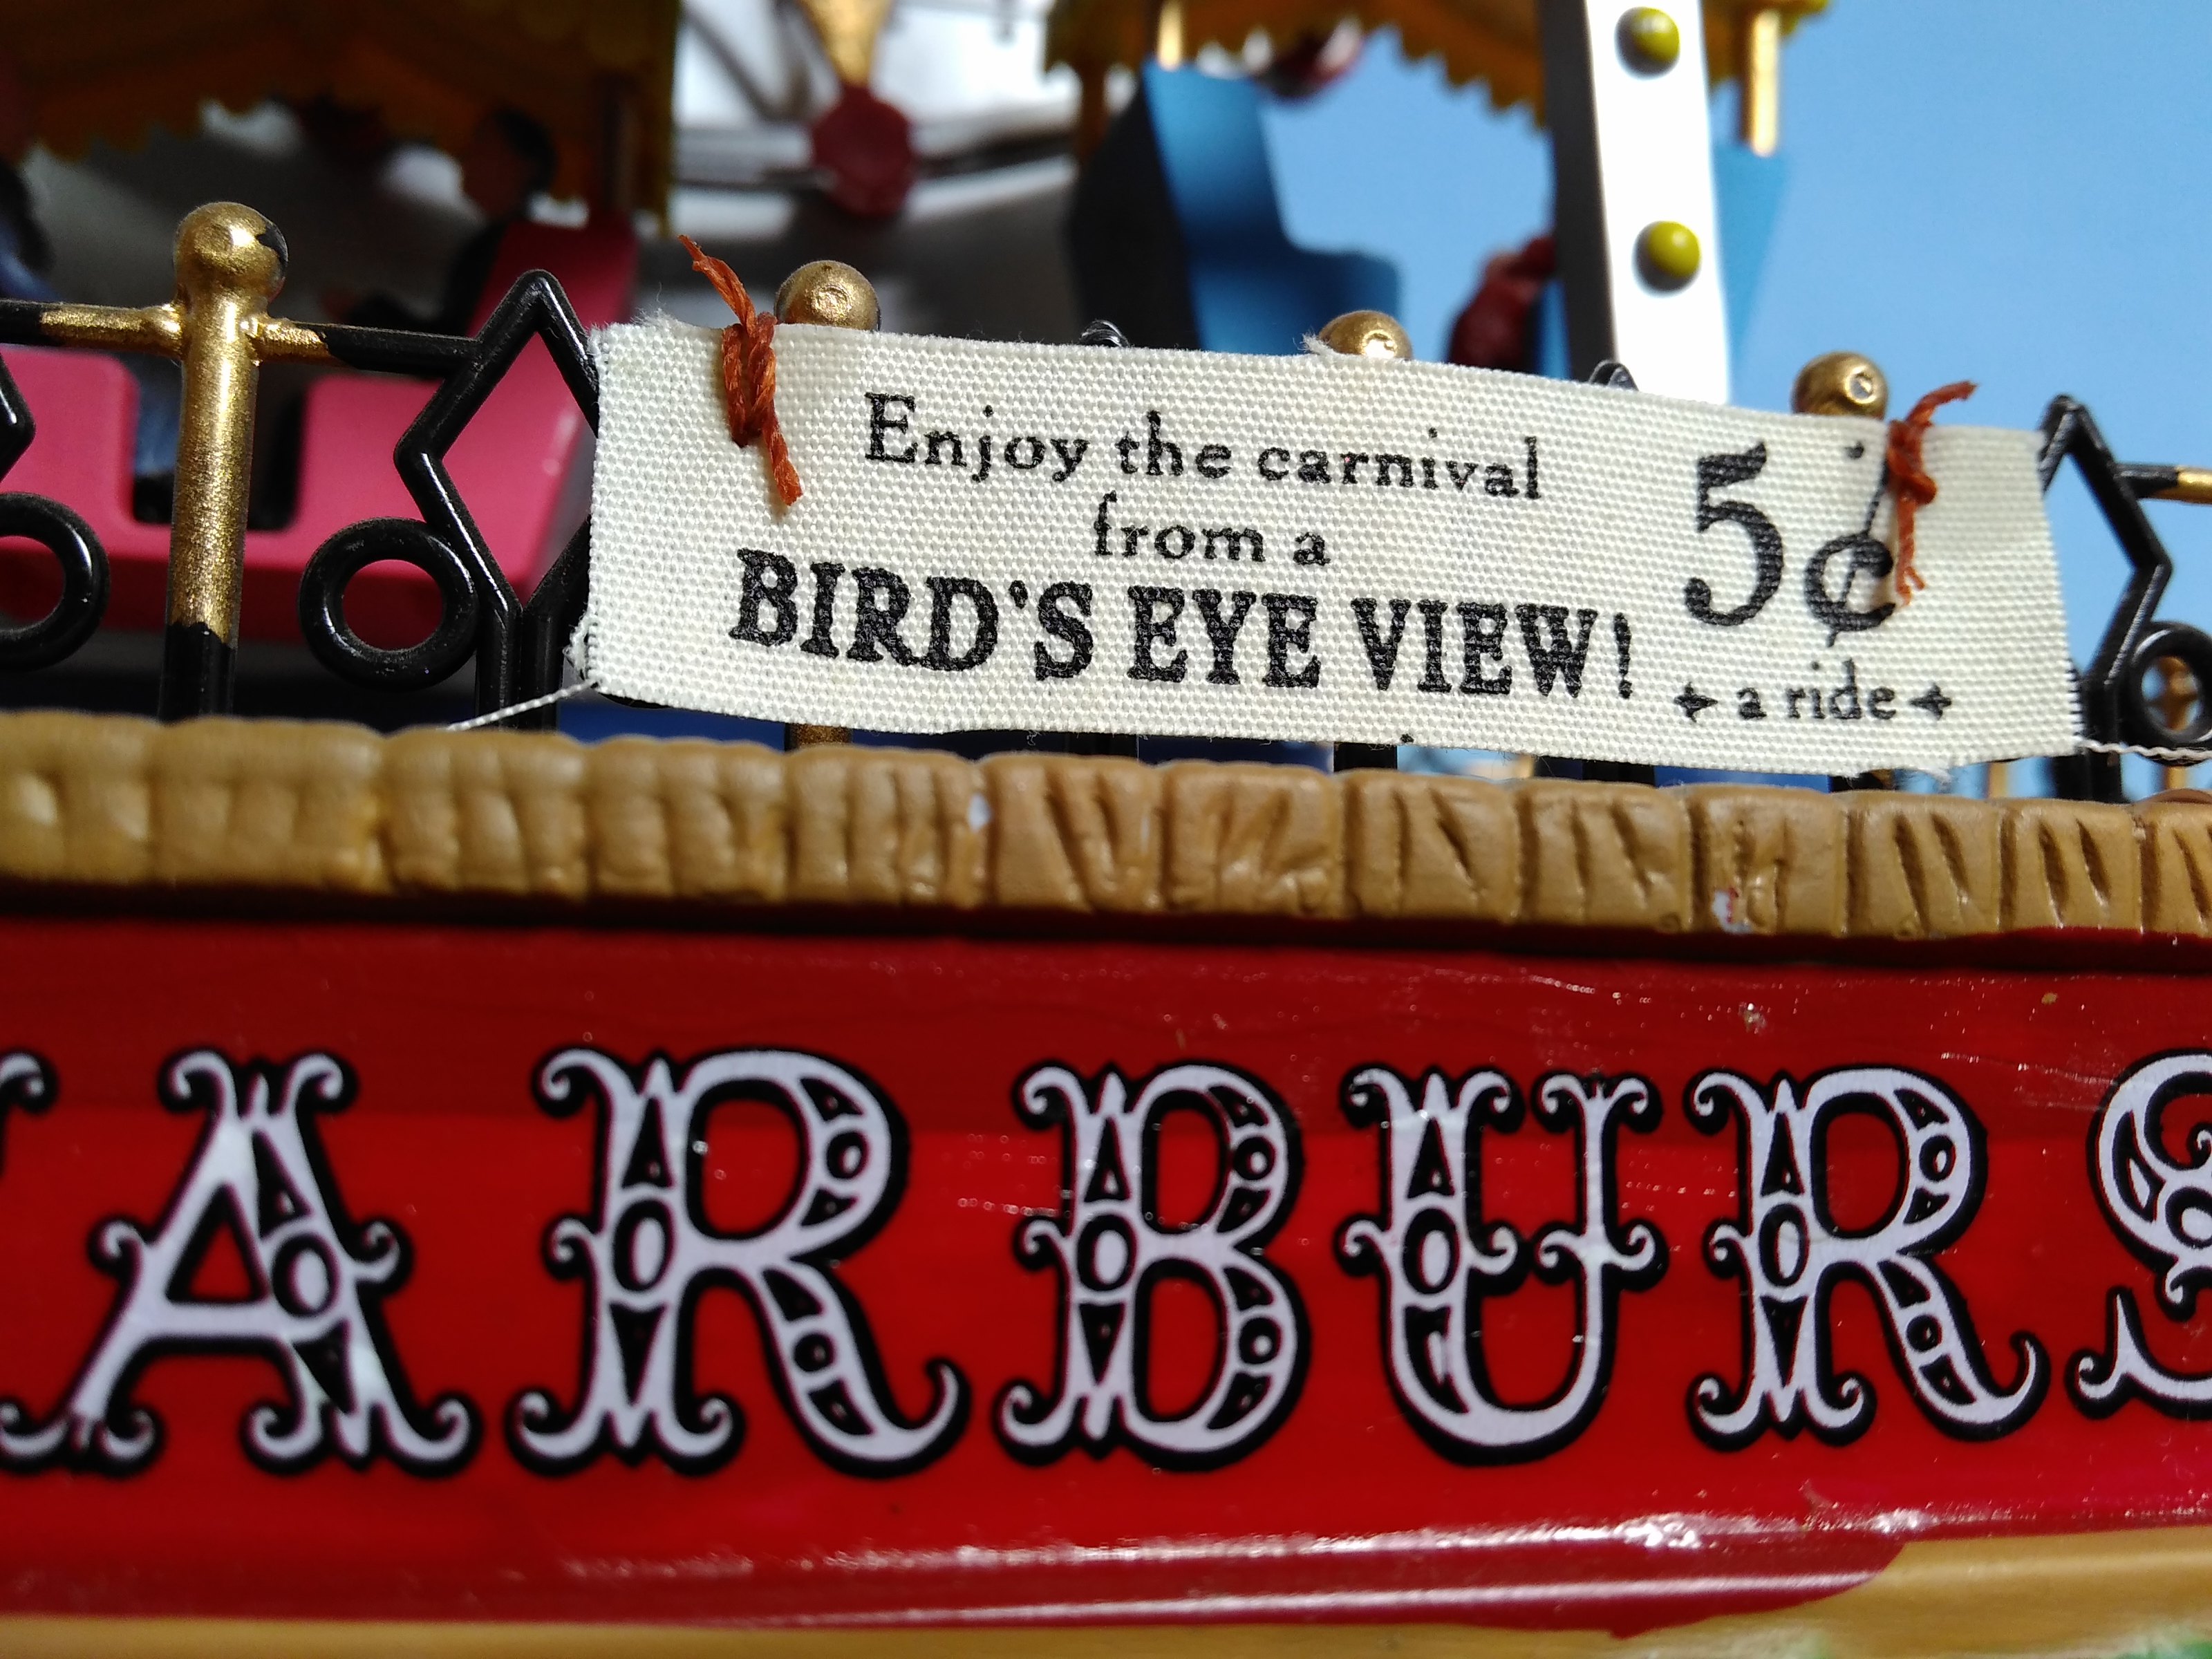 Enjoy the carnival
from a
BIRD'S EYE VIEW!
5¢
a ride
ARBURS